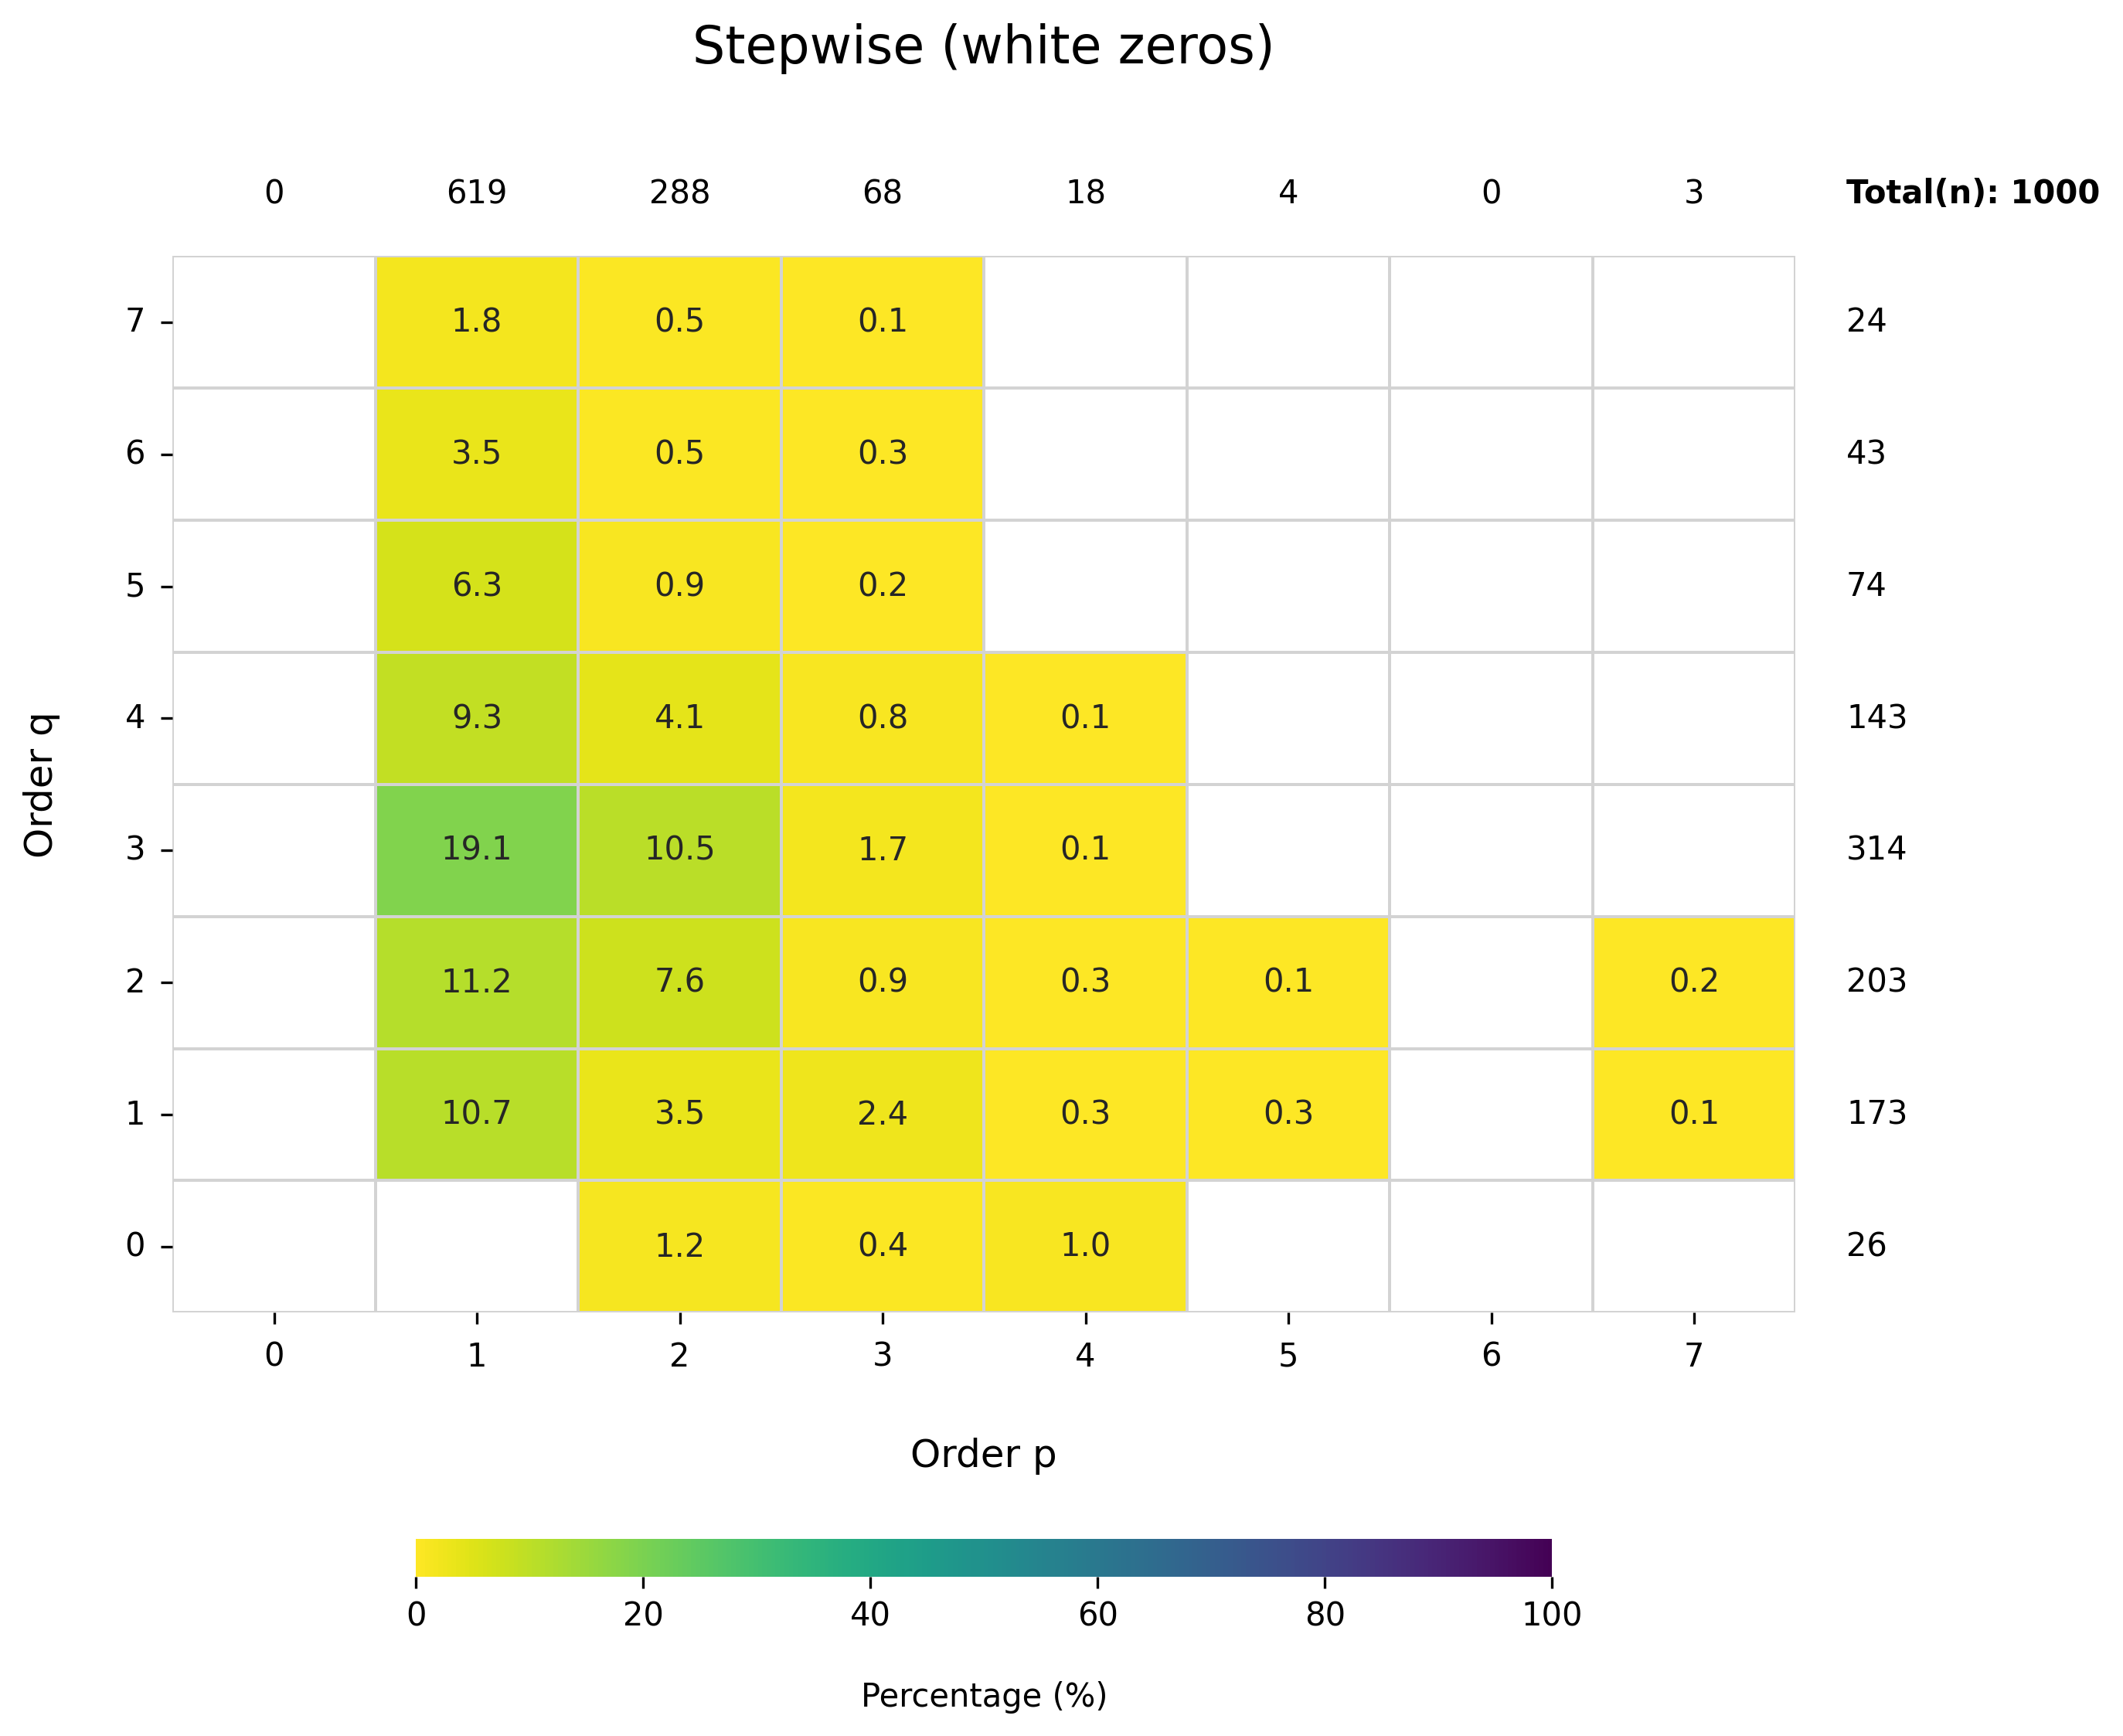 Stepwise (white zeros)
0 619 288 68 18 4 0 3 Total(n): 1000
7 1.8 0.5 0.1 24
6 3.5 0.5 0.3 43
5 6.3 0.9 0.2 74
4 9.3 4.1 0.8 0.1 143
3 19.1 10.5 1.7 0.1 314
2 11.2 7.6 0.9 0.3 0.1 0.2 203
1 10.7 3.5 2.4 0.3 0.3 0.1 173
0 1.2 0.4 1.0 26
Order q
0 1 2 3 4 5 6 7
Order p
0 20 40 60 80 100
Percentage (%)